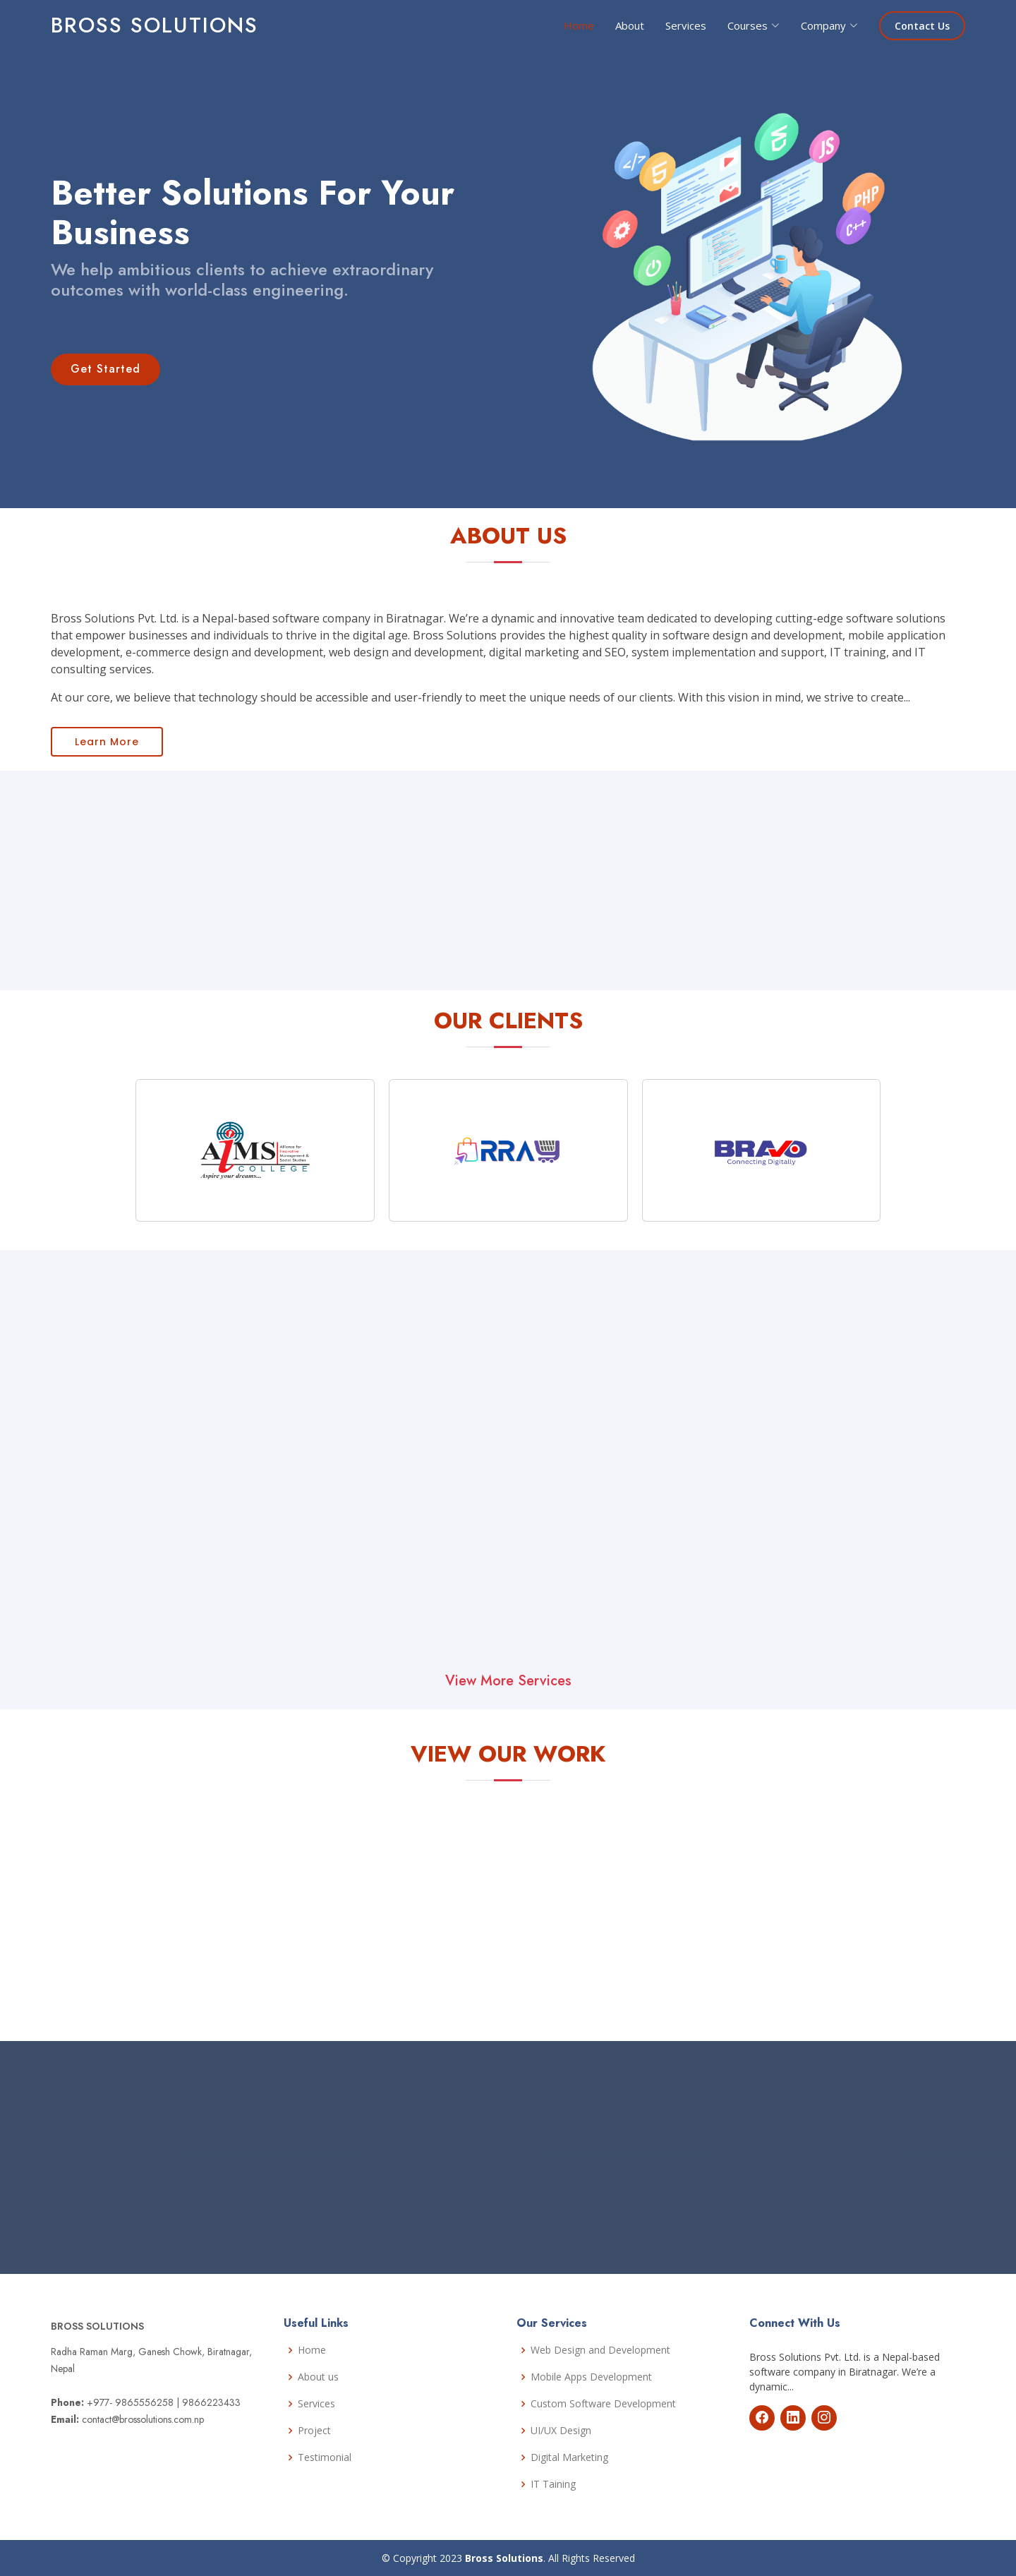 BROSS SOLUTIONS
Home
About
Services
Courses
Company
Contact Us
Better Solutions For Your
Business
We help ambitious clients to achieve extraordinary
outcomes with world-class engineering.
Get Started
</>
JS
PHP
C++
ABOUT US
Bross Solutions Pvt. Ltd. is a Nepal-based software company in Biratnagar. We're a dynamic and innovative team dedicated to developing cutting-edge software solutions
that empower businesses and individuals to thrive in the digital age. Bross Solutions provides the highest quality in software design and development, mobile application
development, e-commerce design and development, web design and development, digital marketing and SEO, system implementation and support, IT training, and IT
consulting services.
At our core, we believe that technology should be accessible and user-friendly to meet the unique needs of our clients. With this vision in mind, we strive to create...
Learn More
OUR CLIENTS
AIMS
Alliance for
Innovative
Management &
Social Studies
COLLEGE
Aspire your dreams...
RRA
BRAVO
Connecting Digitally
View More Services
VIEW OUR WORK
BROSS SOLUTIONS
Radha Raman Marg, Ganesh Chowk, Biratnagar,
Nepal
Phone: +977- 9865556258 | 9866223433
Email: contact@brossolutions.com.np
Useful Links
Home
About us
Services
Project
Testimonial
Our Services
Web Design and Development
Mobile Apps Development
Custom Software Development
UI/UX Design
Digital Marketing
IT Taining
Connect With Us
Bross Solutions Pvt. Ltd. is a Nepal-based
software company in Biratnagar. We're a
dynamic...
© Copyright 2023 Bross Solutions. All Rights Reserved